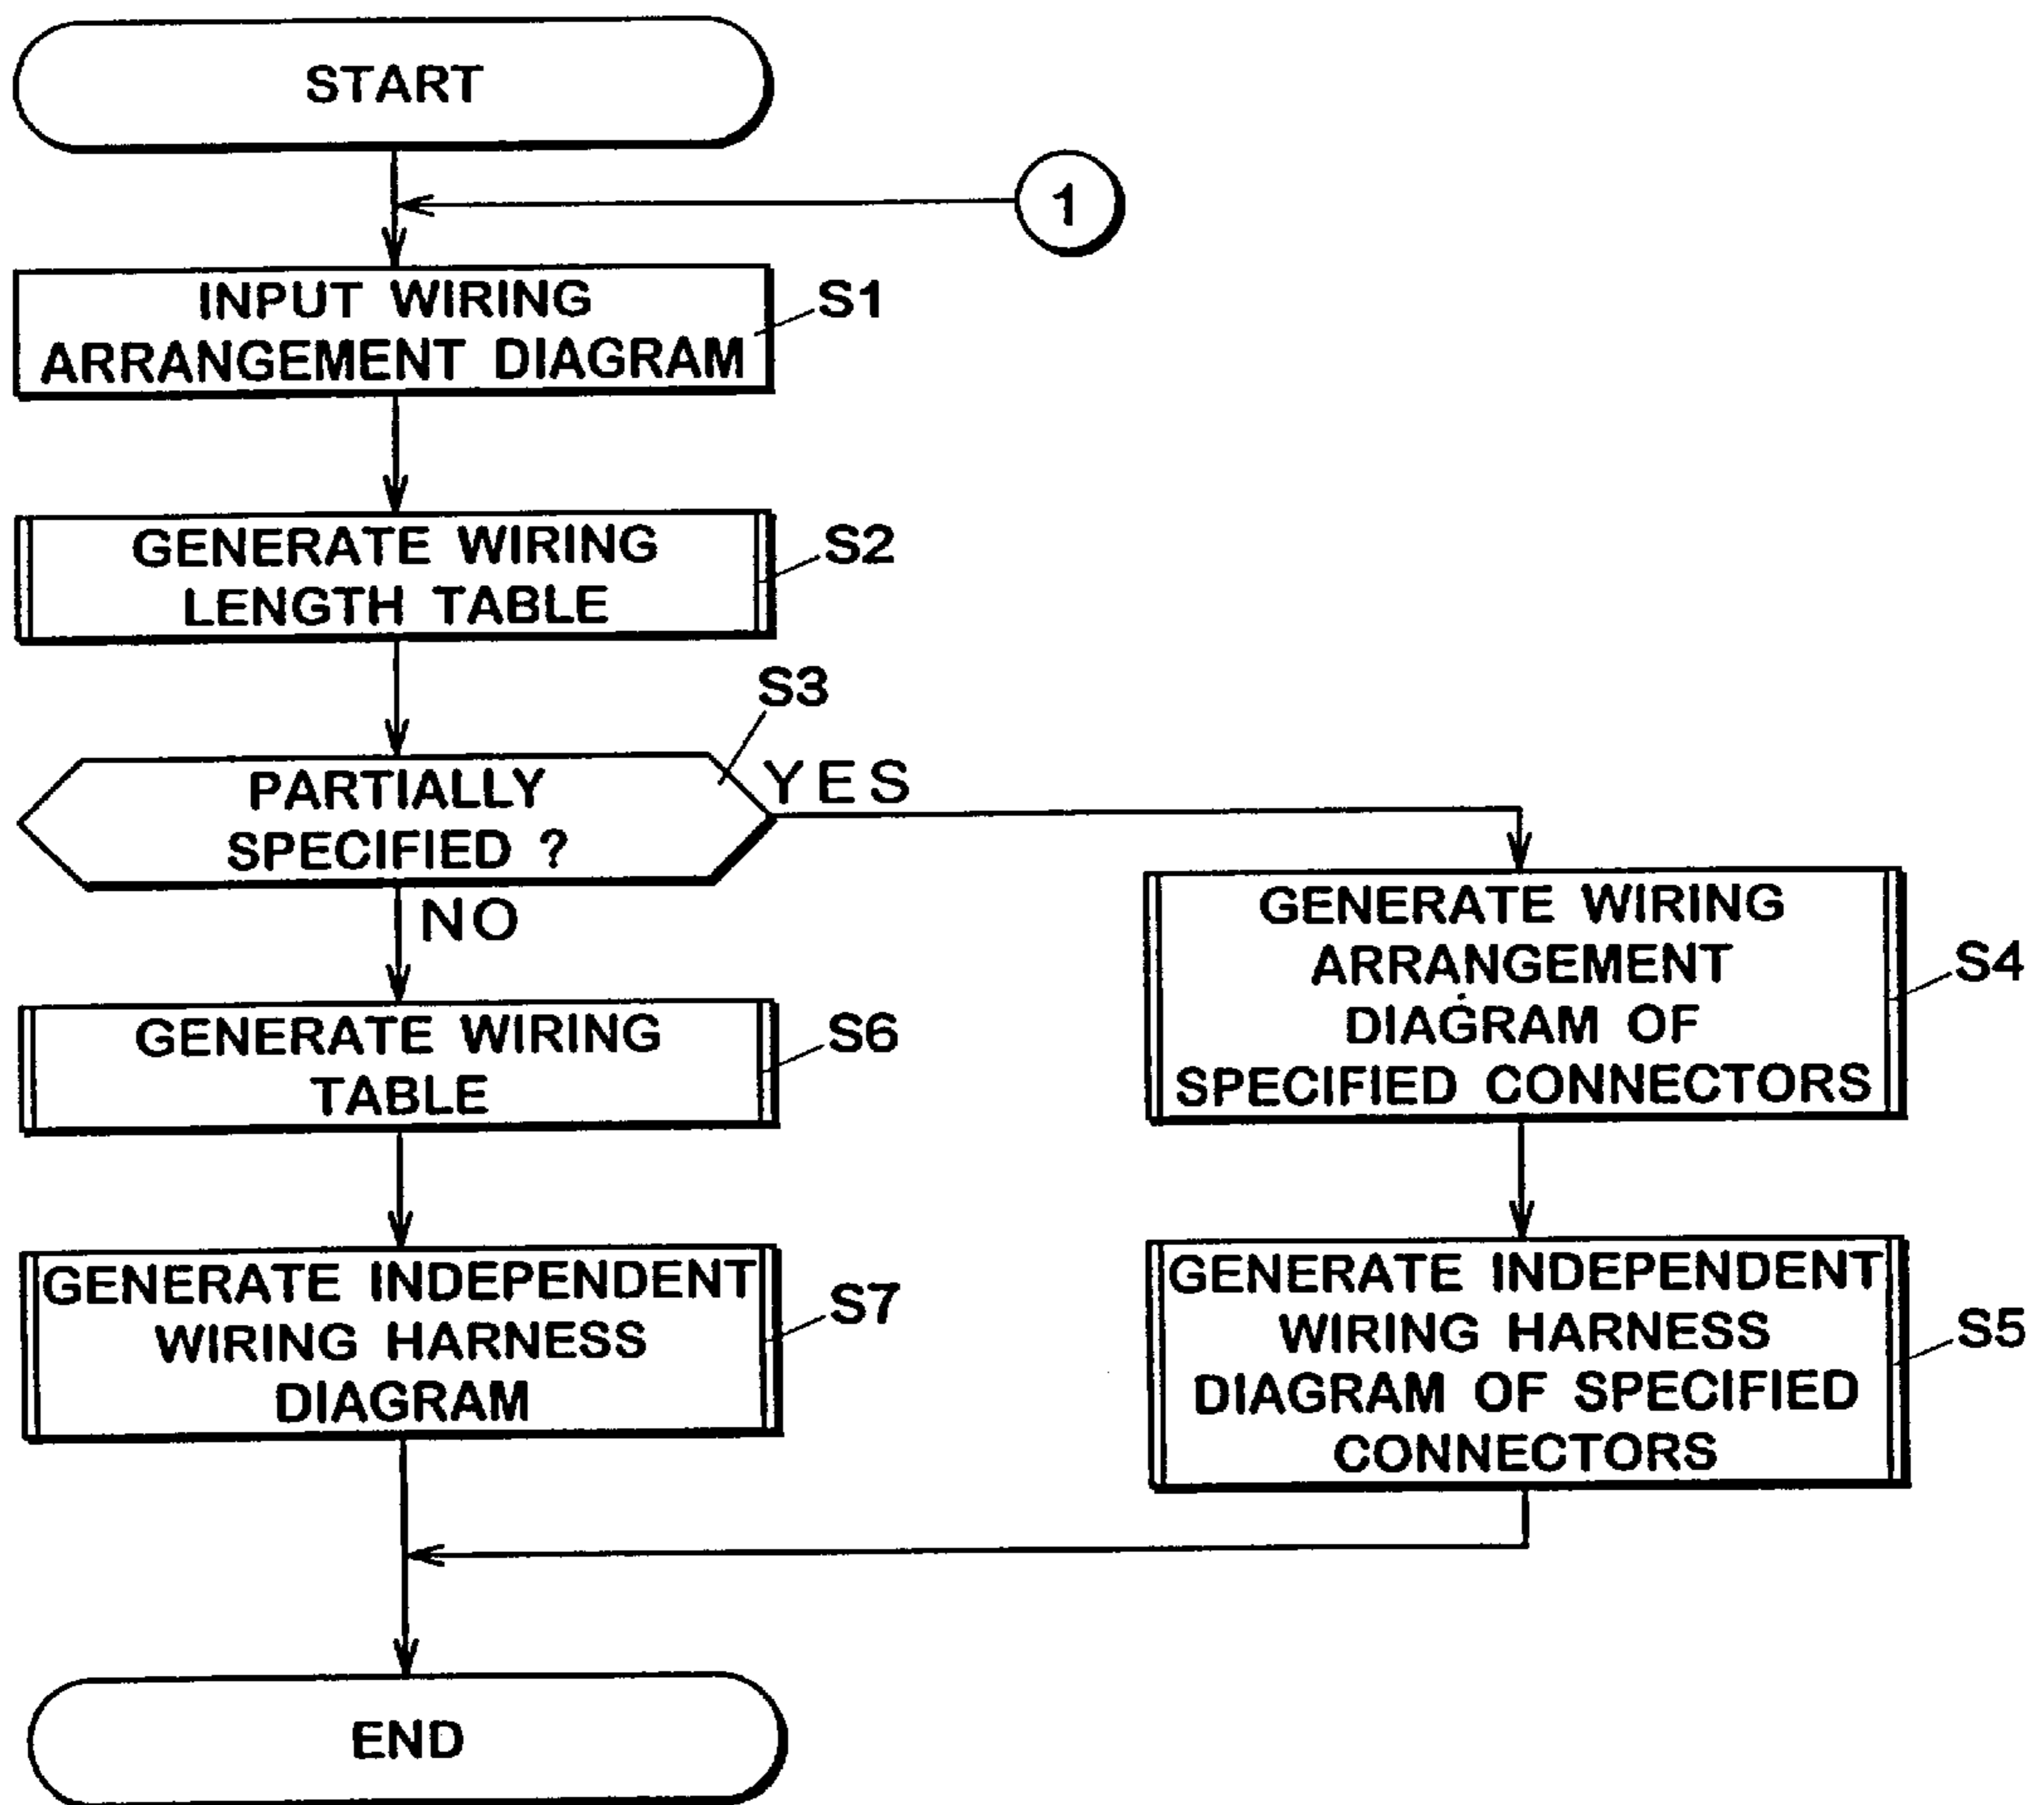 START
1
INPUT WIRING
ARRANGEMENT DIAGRAM
S1
GENERATE WIRING
LENGTH TABLE
S2
S3
PARTIALLY
SPECIFIED ?
YES
NO
GENERATE WIRING
ARRANGEMENT
DIAGRAM OF
SPECIFIED CONNECTORS
S4
GENERATE WIRING
TABLE
S6
GENERATE INDEPENDENT
WIRING HARNESS
DIAGRAM
S7
GENERATE INDEPENDENT
WIRING HARNESS
DIAGRAM OF SPECIFIED
CONNECTORS
S5
END